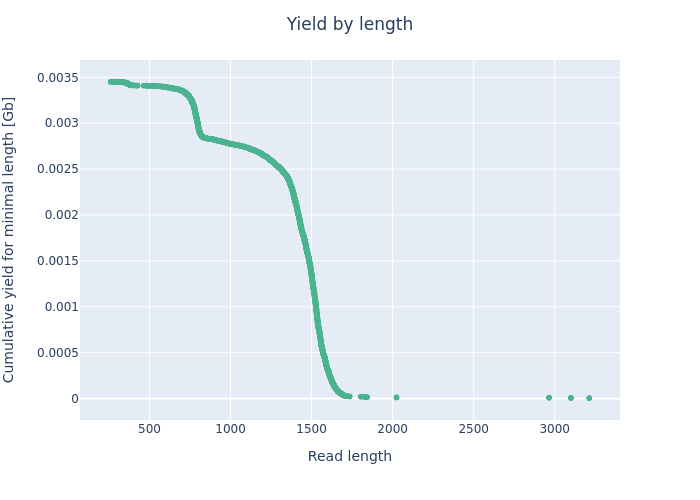 Yield by length
Cumulative yield for minimal length [Gb]
0.0035
0.003
0.0025
0.002
0.0015
0.001
0.0005
0
500 1000 1500 2000 2500 3000
Read length